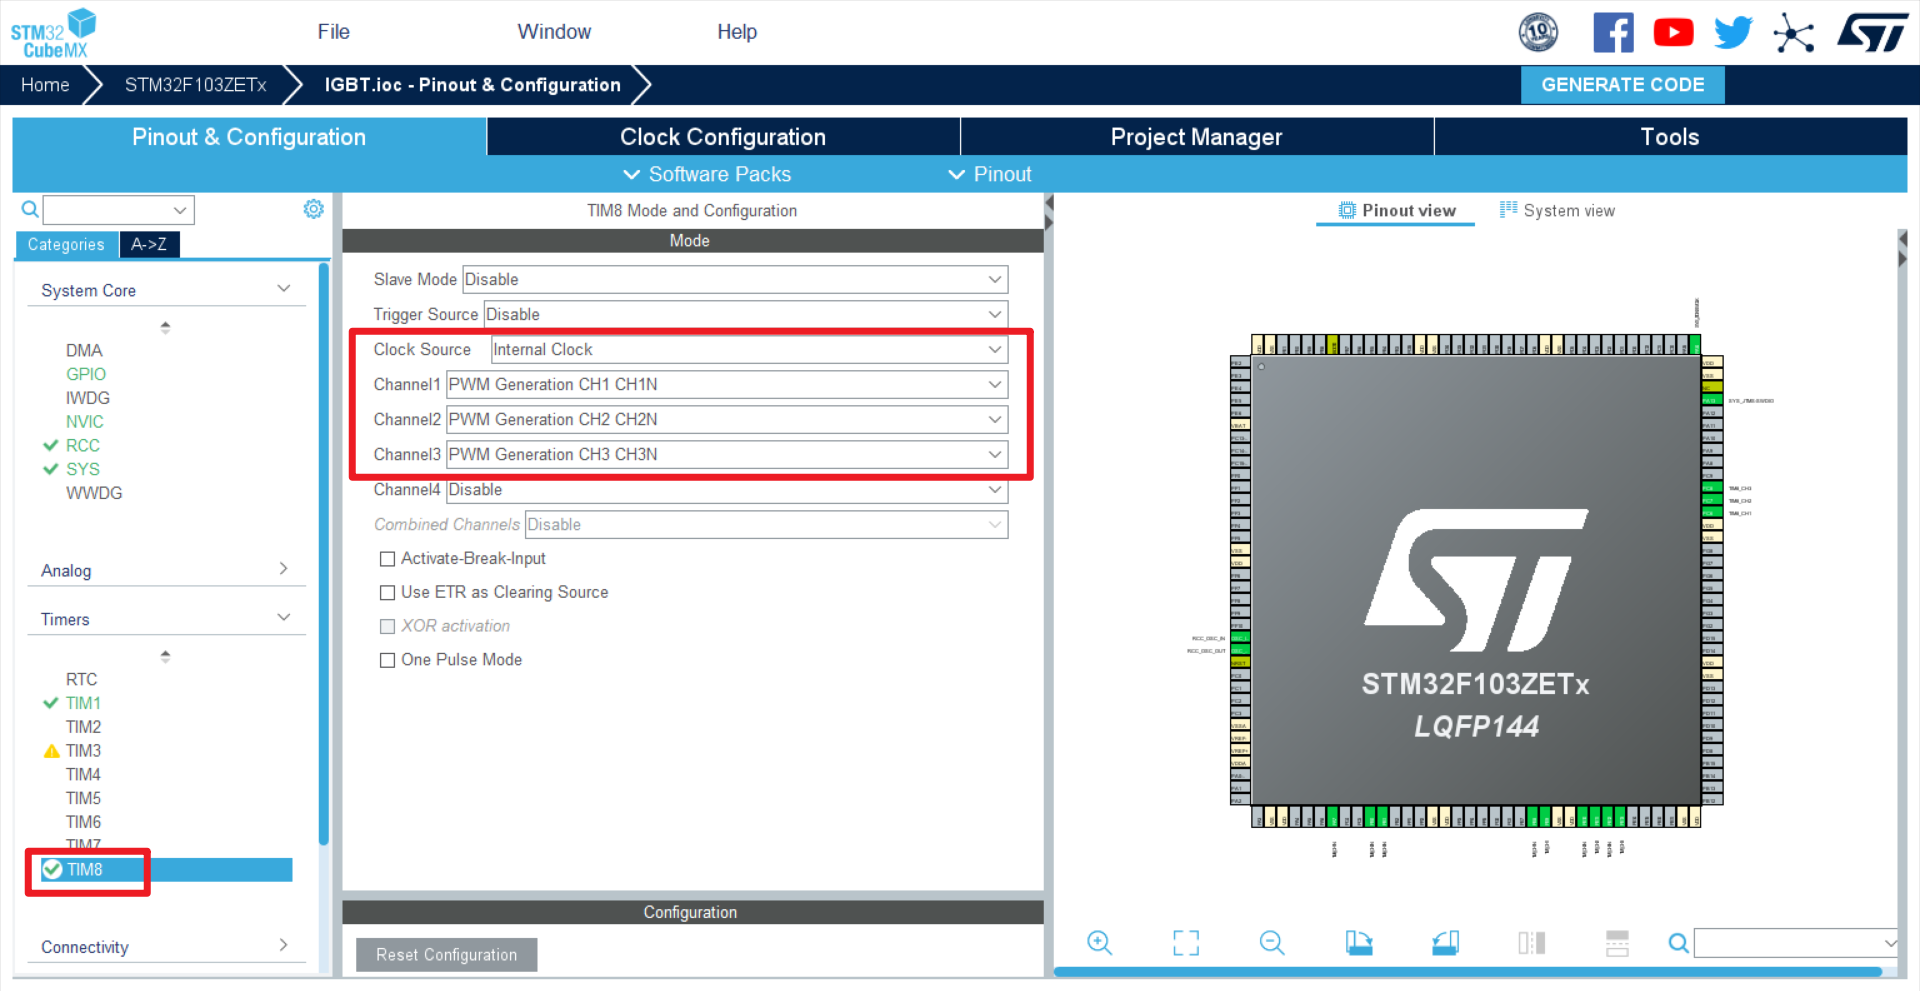 STM32
CubeMX
File
Window
Help
Home
STM32F103ZETx
IGBT.ioc - Pinout & Configuration
GENERATE CODE
Pinout & Configuration
Clock Configuration
Project Manager
Tools
Software Packs
Pinout
Categories
A->Z
System Core
DMA
GPIO
IWDG
NVIC
RCC
SYS
WWDG
Analog
Timers
RTC
TIM1
TIM2
TIM3
TIM4
TIM5
TIM6
TIM7
TIM8
Connectivity
TIM8 Mode and Configuration
Mode
Slave Mode Disable
Trigger Source Disable
Clock Source Internal Clock
Channel1 PWM Generation CH1 CH1N
Channel2 PWM Generation CH2 CH2N
Channel3 PWM Generation CH3 CH3N
Channel4 Disable
Combined Channels Disable
Activate-Break-Input
Use ETR as Clearing Source
XOR activation
One Pulse Mode
Configuration
Reset Configuration
Pinout view
System view
RCC_OSC_IN
RCC_OSC_OUT
TIM8_CH3
TIM8_CH2
TIM8_CH1
STM32F103ZETx
LQFP144